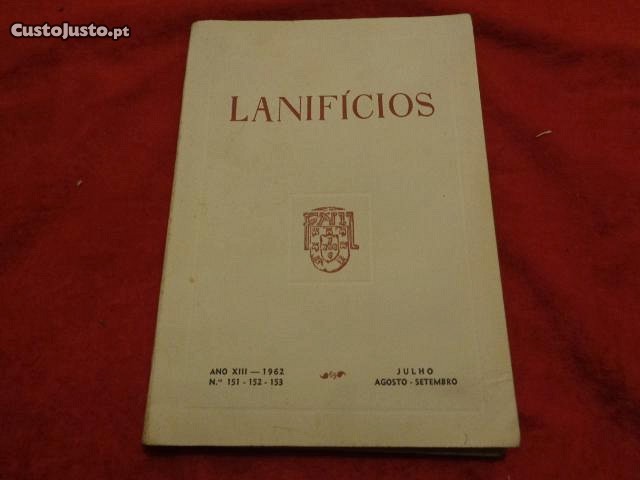 CustoJusto.pt
LANIFÍCIOS
ANO XIII — 1962
N.os 151 - 152 - 153
JULHO
AGOSTO - SETEMBRO